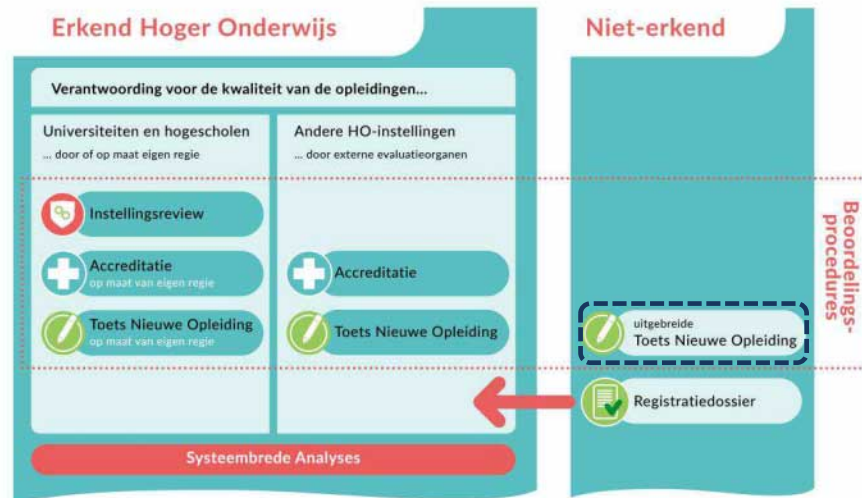 Erkend Hoger Onderwijs
Niet-erkend
Verantwoording voor de kwaliteit van de opleidingen...
Universiteiten en hogescholen
... door of op maat eigen regie
Andere HO-instellingen
... door externe evaluatieorganen
Instellingsreview
Accreditatie
op maat van eigen regie
Accreditatie
Toets Nieuwe Opleiding
op maat van eigen regie
Toets Nieuwe Opleiding
uitgebreide
Toets Nieuwe Opleiding
Beoordelings-
procedures
Registratiedossier
Systeembrede Analyses